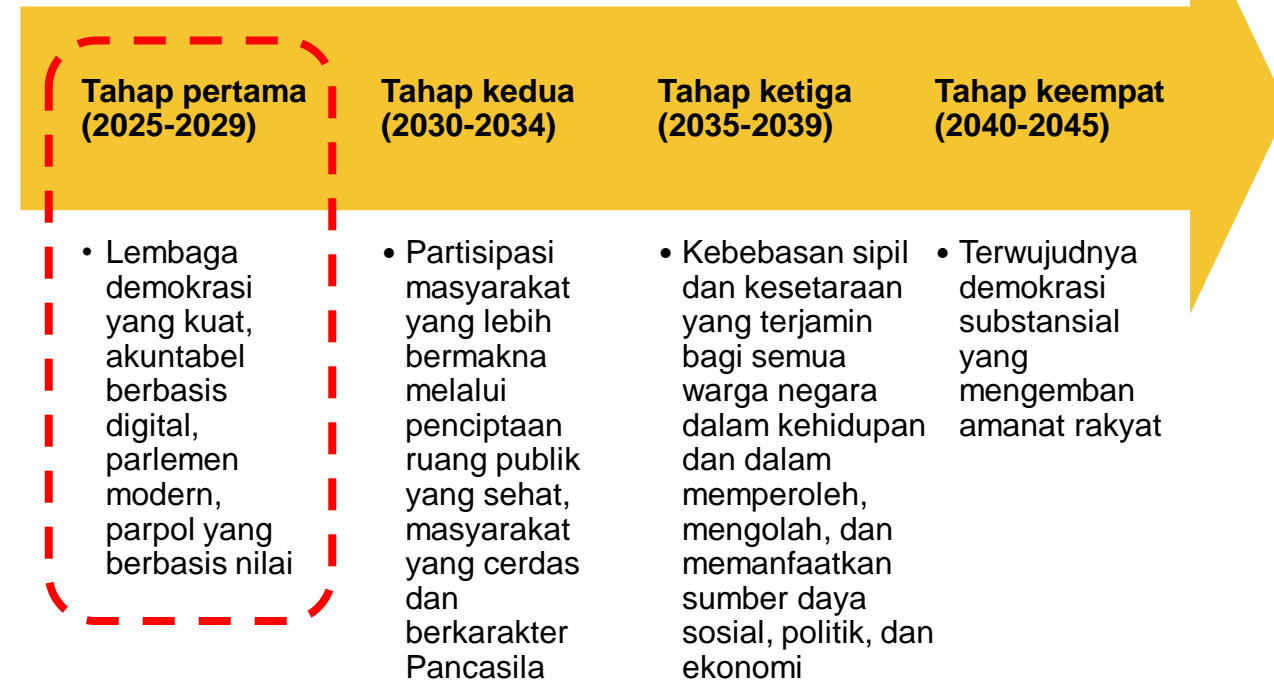 Tahap pertama
(2025-2029)
• Lembaga
demokrasi
yang kuat,
akuntabel
berbasis
digital,
parlemen
modern,
parpol yang
berbasis nilai
Tahap kedua
(2030-2034)
• Partisipasi
masyarakat
yang lebih
bermakna
melalui
penciptaan
ruang publik
yang sehat,
masyarakat
yang cerdas
dan
berkarakter
Pancasila
Tahap ketiga
(2035-2039)
• Kebebasan sipil
dan kesetaraan
yang terjamin
bagi semua
warga negara
dalam kehidupan
dan dalam
memperoleh,
mengolah, dan
memanfaatkan
sumber daya
sosial, politik, dan
ekonomi
Tahap keempat
(2040-2045)
• Terwujudnya
demokrasi
substansial
yang
mengemban
amanat rakyat